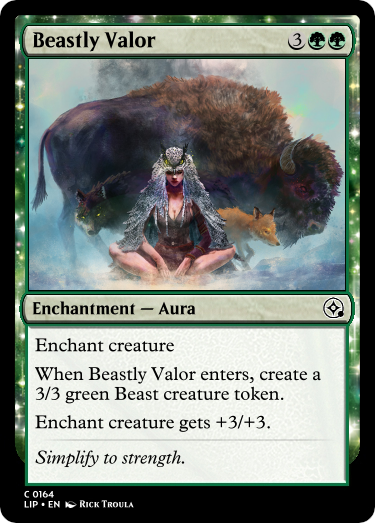 Beastly Valor 3
Enchantment — Aura
Enchant creature
When Beastly Valor enters, create a
3/3 green Beast creature token.
Enchant creature gets +3/+3.
Simplify to strength.
C 0164
LIP • EN Rick Troula